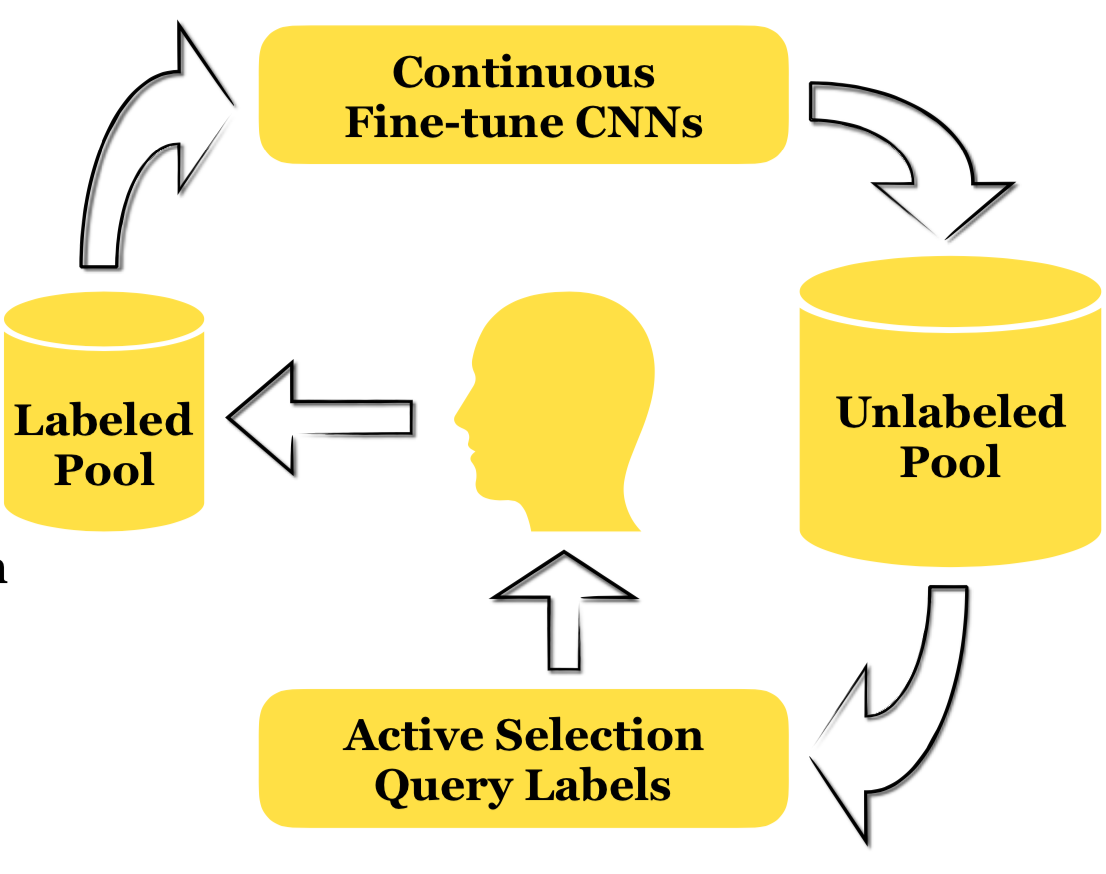 Continuous
Fine-tune CNNs
Labeled
Pool
Unlabeled
Pool
Active Selection
Query Labels